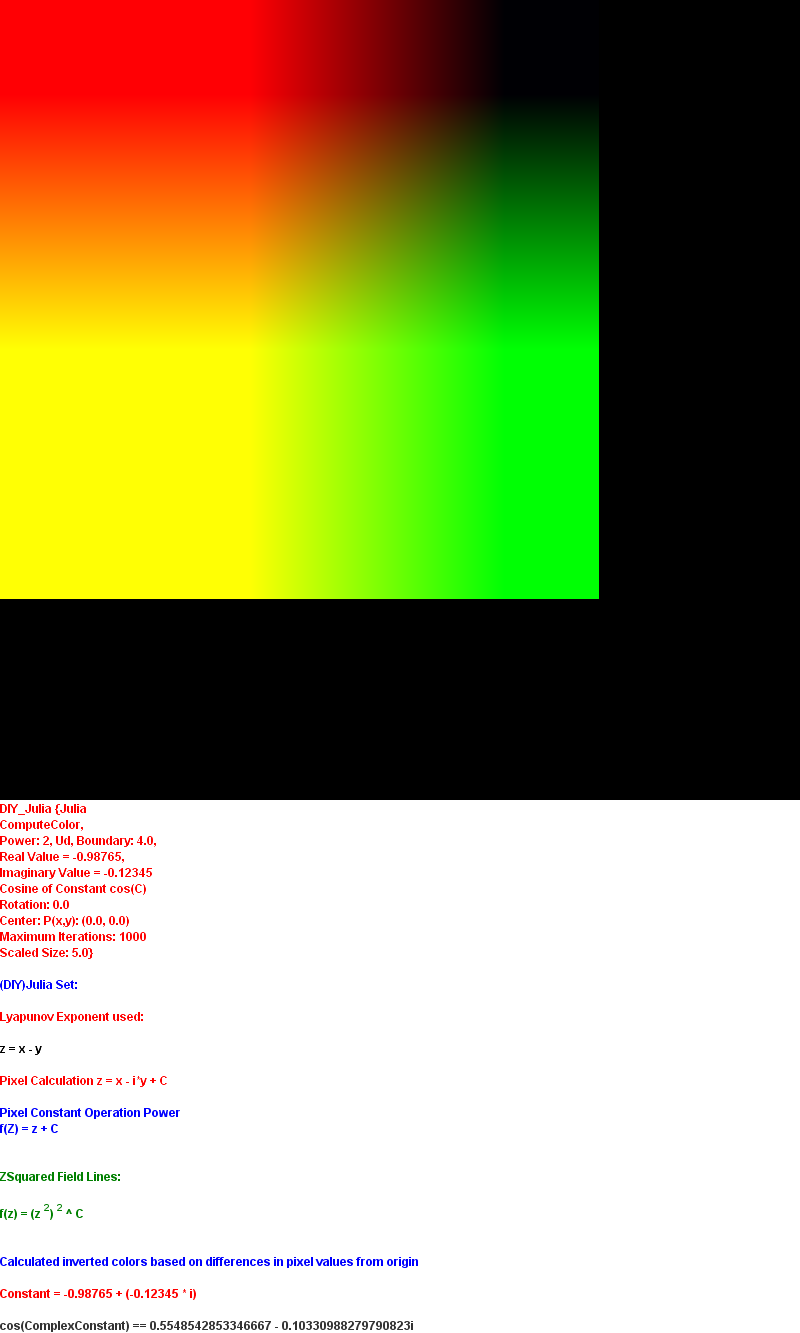 DIY_Julia {Julia
ComputeColor,
Power: 2, Ud, Boundary: 4.0,
Real Value = -0.98765,
Imaginary Value = -0.12345
Cosine of Constant cos(C)
Rotation: 0.0
Center: P(x,y): (0.0, 0.0)
Maximum Iterations: 1000
Scaled Size: 5.0}
(DIY)Julia Set:
Lyapunov Exponent used:
z = x - y
Pixel Calculation z = x - i*y + C
Pixel Constant Operation Power
f(Z) = z + C
ZSquared Field Lines:
f(z) = (z 2) 2 ^ C
Calculated inverted colors based on differences in pixel values from origin
Constant = -0.98765 + (-0.12345 * i)
cos(ComplexConstant) == 0.5548542853346667 - 0.10330988279790823i